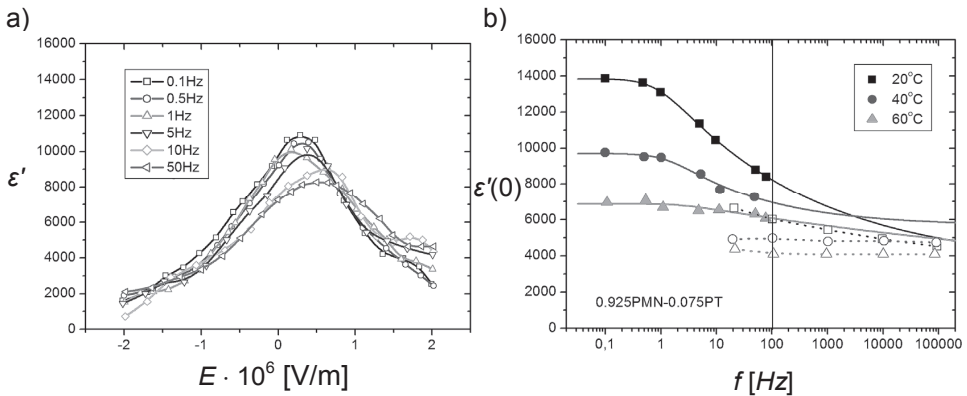 a)
16000
14000
12000
10000
8000
6000
4000
2000
0
ε'
0.1Hz
0.5Hz
1Hz
5Hz
10Hz
50Hz
-2
-1
0
1
2
E · 10⁶ [V/m]
b)
16000
14000
12000
10000
8000
6000
4000
2000
0
ε'(0)
20°C
40°C
60°C
0.925PMN-0.075PT
0,1
1
10
100
1000
10000
100000
f [Hz]